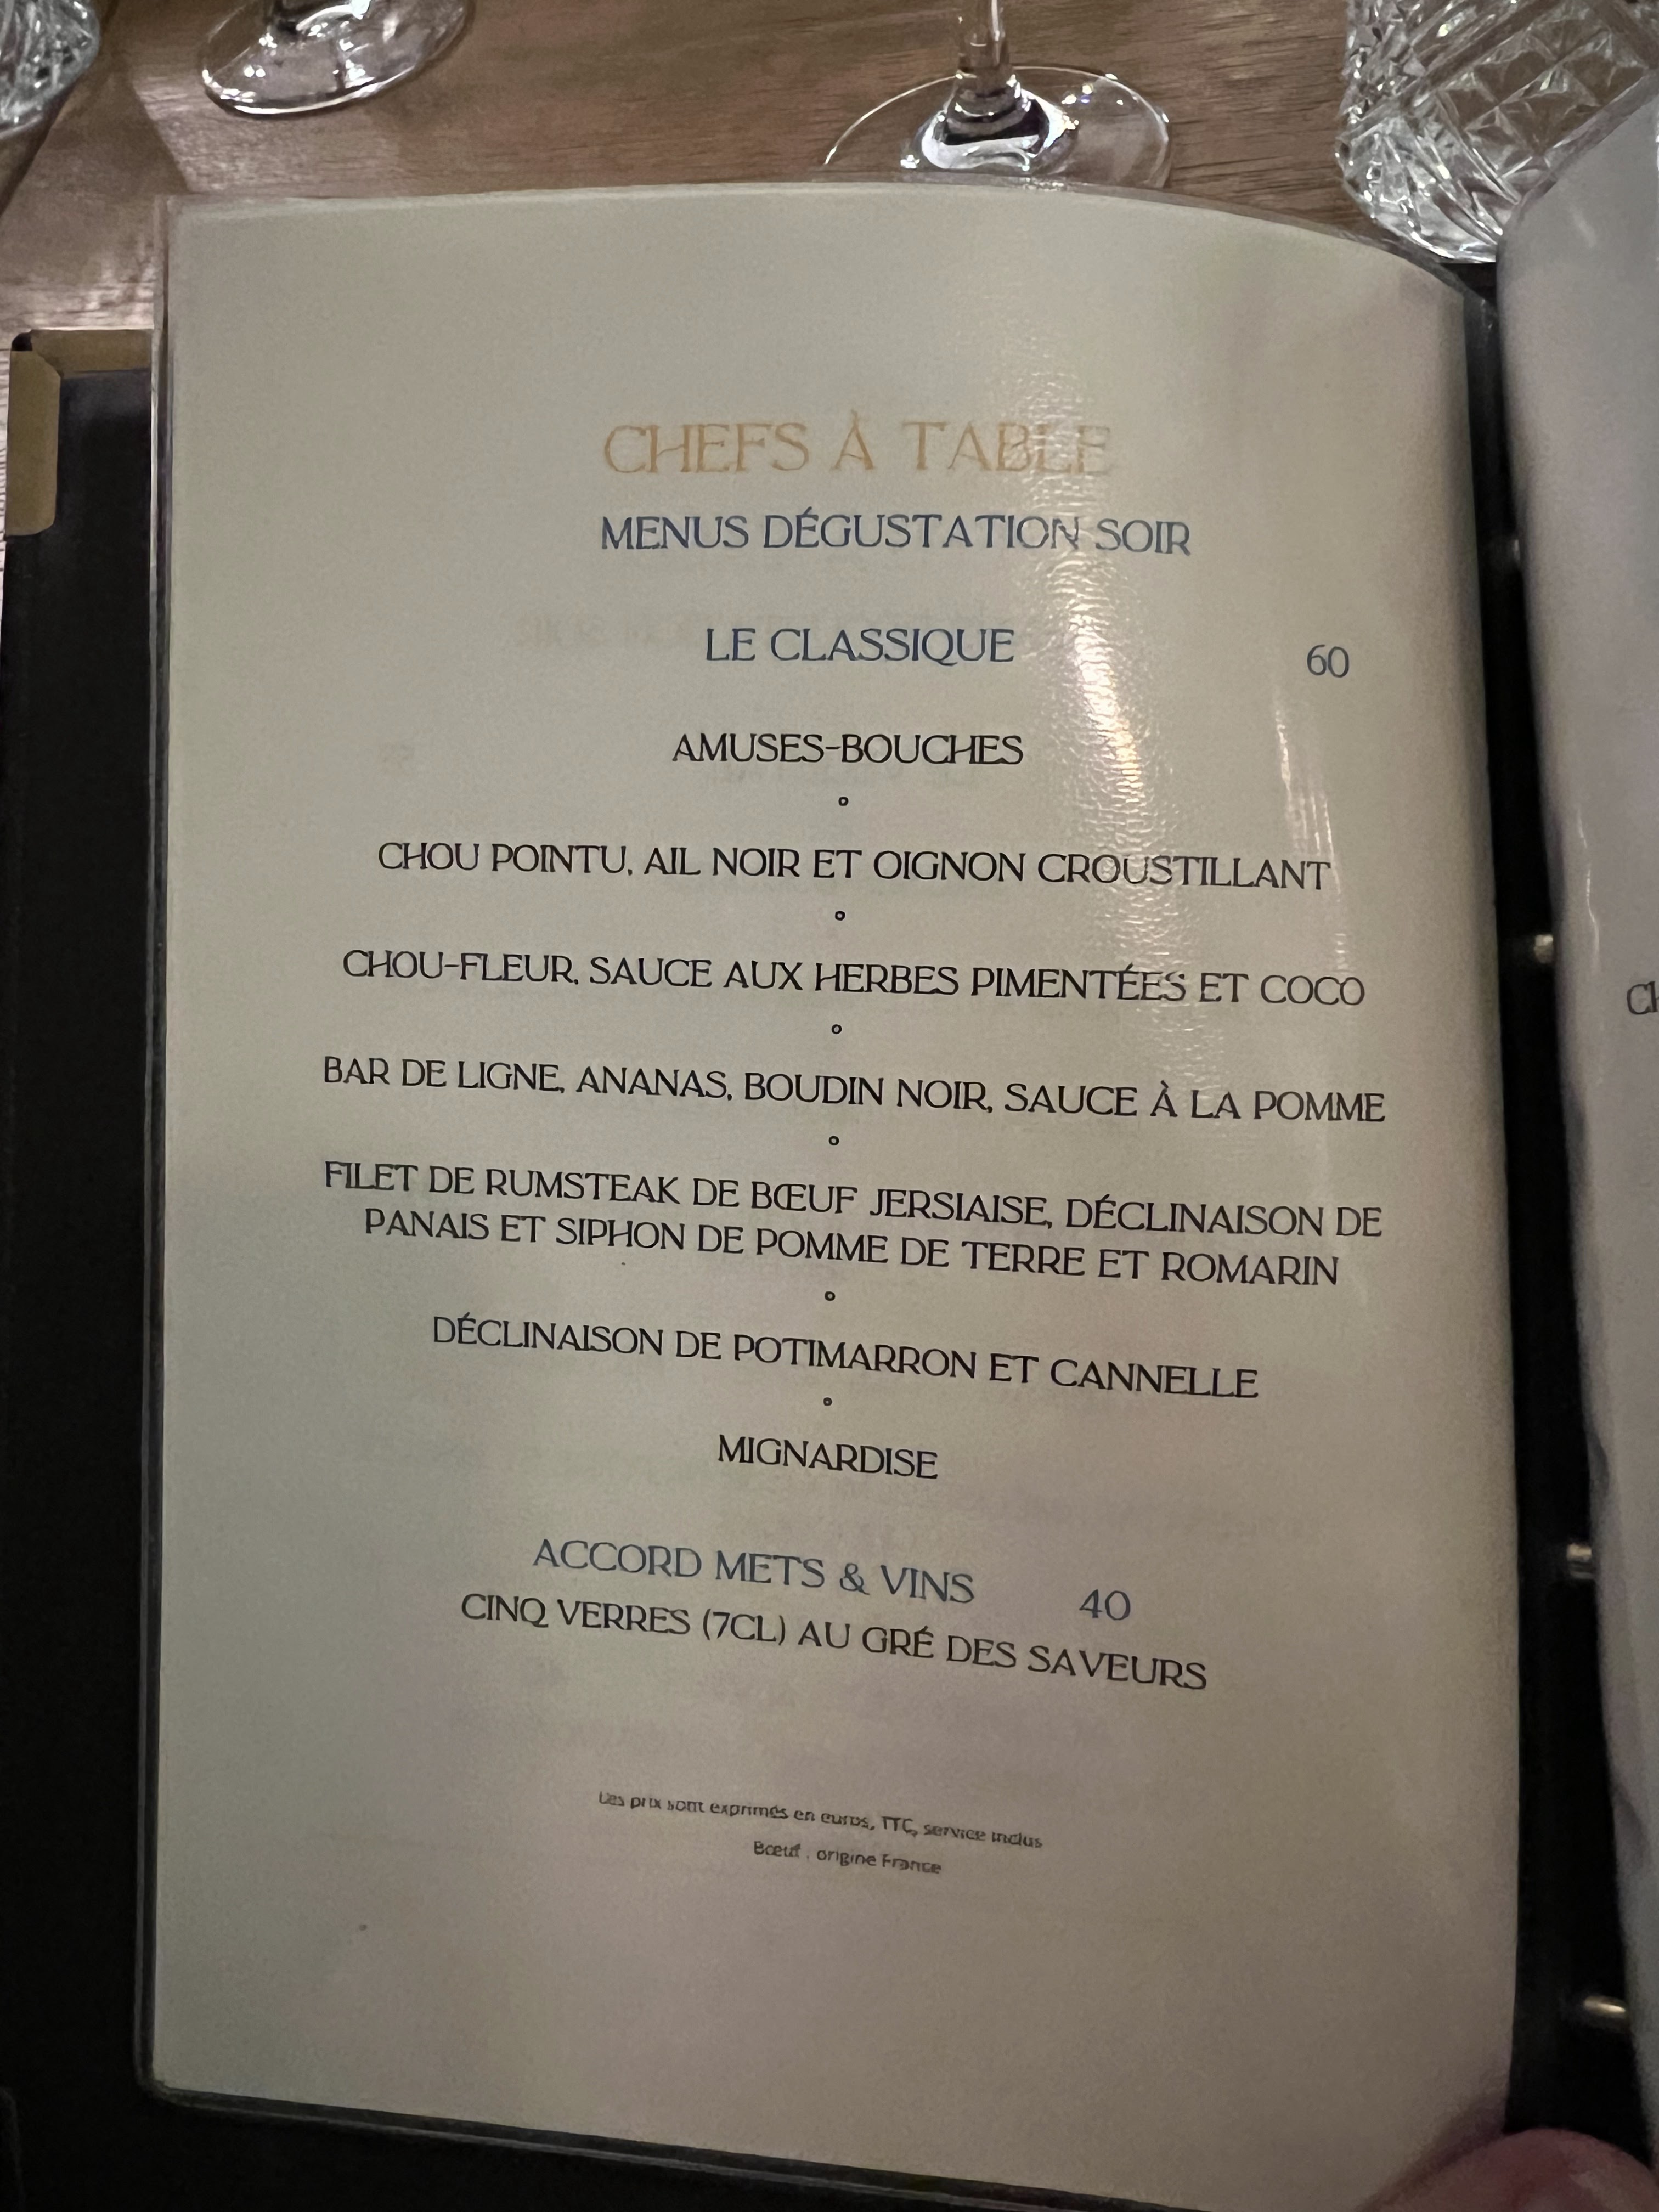 CHEFS À TABLE
MENUS DÉGUSTATION SOIR
LE CLASSIQUE 60
AMUSES-BOUCHES
CHOU POINTU, AIL NOIR ET OIGNON CROUSTILLANT
CHOU-FLEUR, SAUCE AUX HERBES PIMENTÉES ET COCO
BAR DE LIGNE, ANANAS, BOUDIN NOIR, SAUCE À LA POMME
FILET DE RUMSTEAK DE BŒUF JERSIAISE, DÉCLINAISON DE
PANAIS ET SIPHON DE POMME DE TERRE ET ROMARIN
DÉCLINAISON DE POTIMARRON ET CANNELLE
MIGNARDISE
ACCORD METS & VINS 40
CINQ VERRES (7CL) AU GRÉ DES SAVEURS
Les prix sont exprimés en euros, TTC, service inclus
Bœuf : origine France